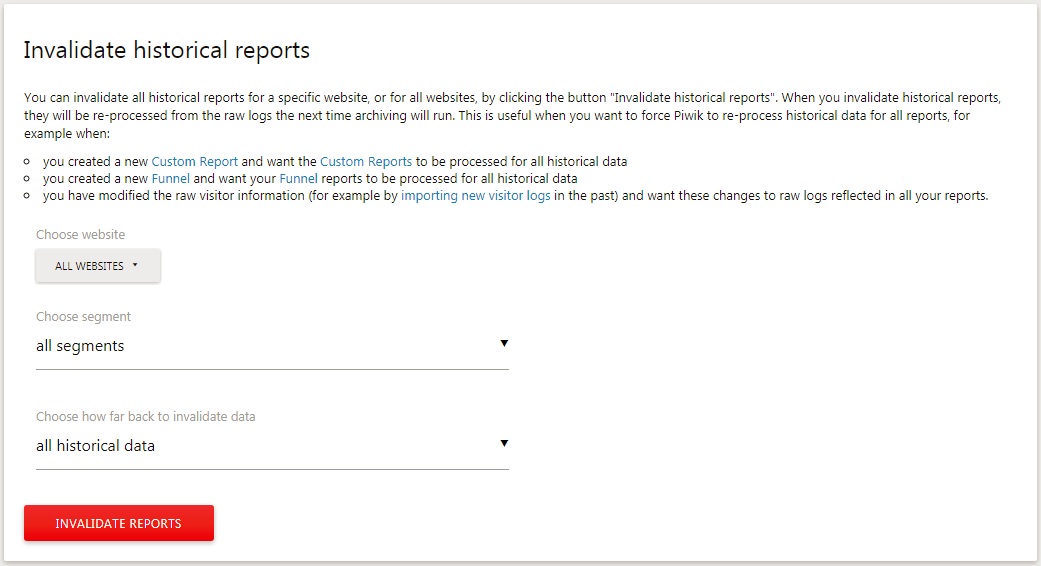 Invalidate historical reports
You can invalidate all historical reports for a specific website, or for all websites, by clicking the button "Invalidate historical reports". When you invalidate historical reports,
they will be re-processed from the raw logs the next time archiving will run. This is useful when you want to force Piwik to re-process historical data for all reports, for
example when:
you created a new Custom Report and want the Custom Reports to be processed for all historical data
you created a new Funnel and want your Funnel reports to be processed for all historical data
you have modified the raw visitor information (for example by importing new visitor logs in the past) and want these changes to raw logs reflected in all your reports.
Choose website
ALL WEBSITES
Choose segment
all segments
Choose how far back to invalidate data
all historical data
INVALIDATE REPORTS